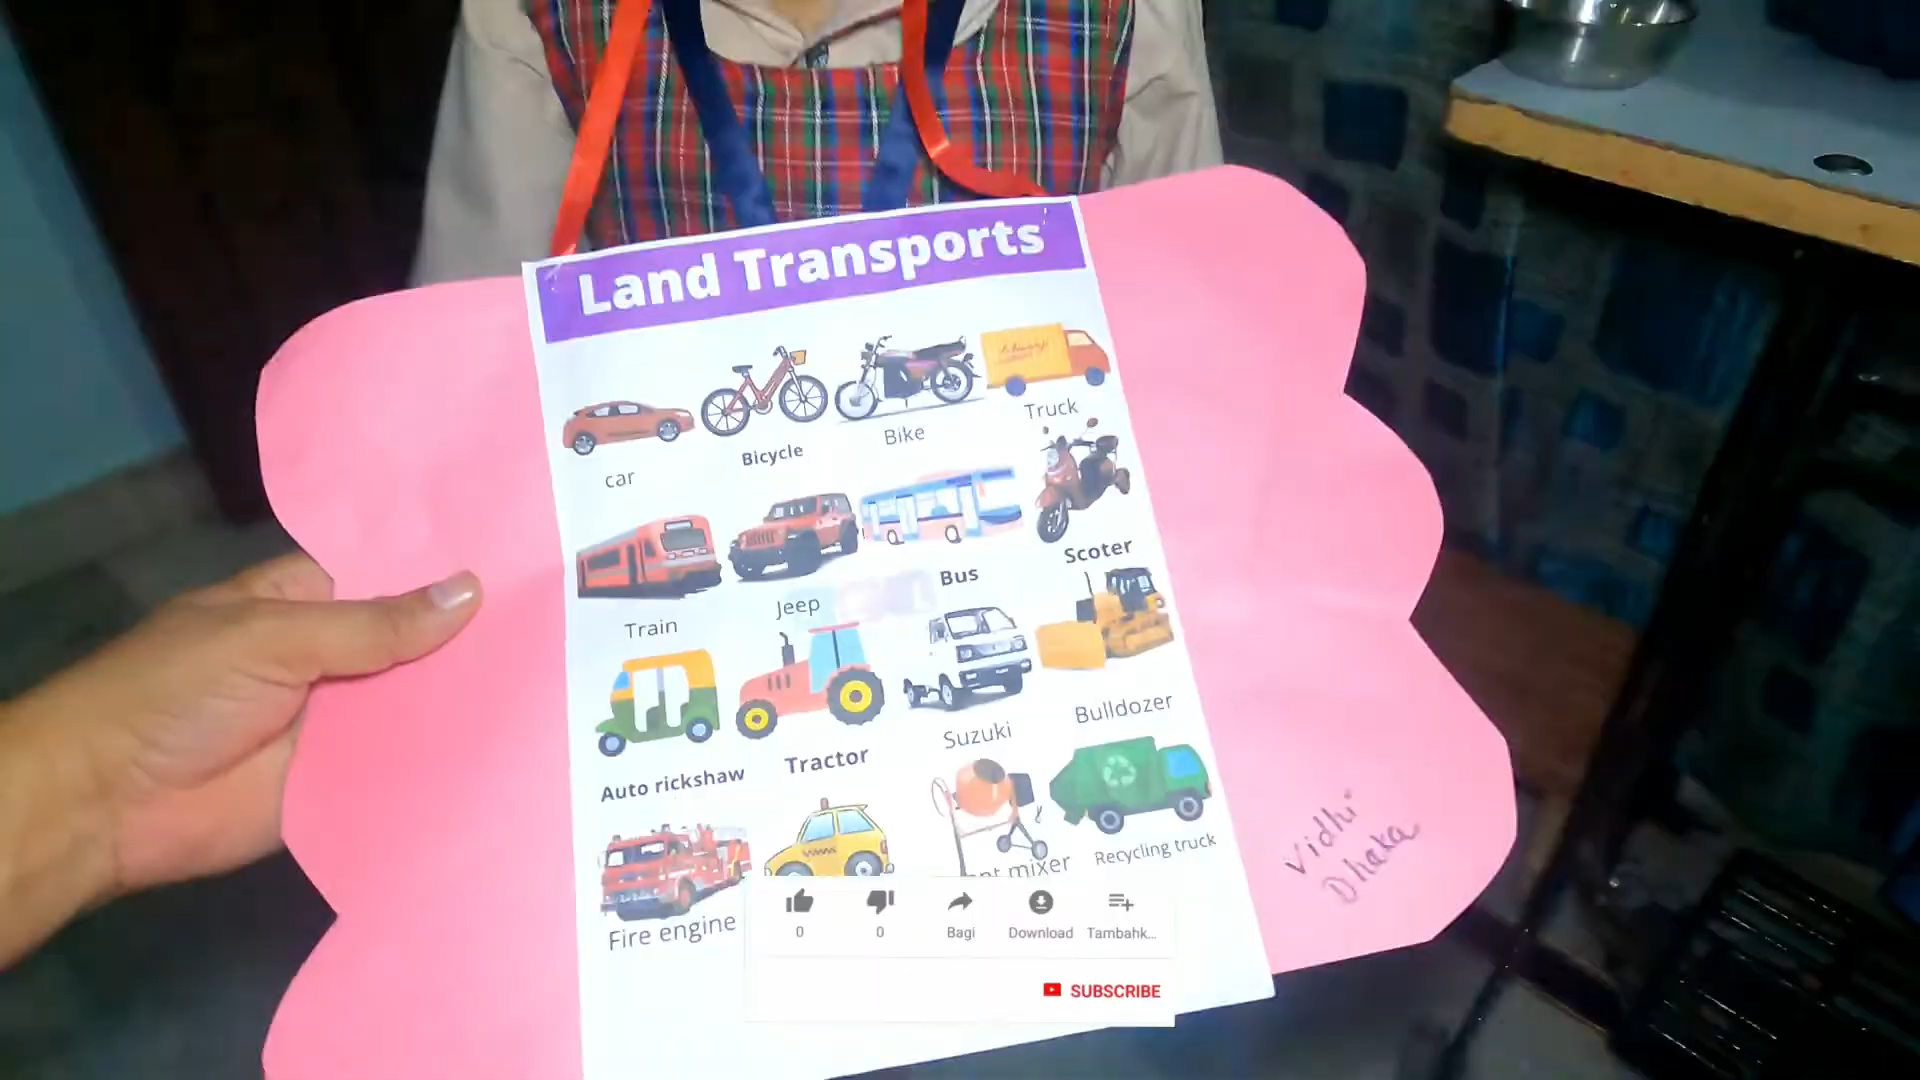 Land Transports
car
Bicycle
Bike
Truck
Train
Jeep
Bus
Scoter
Auto rickshaw
Tractor
Suzuki
Bulldozer
Fire engine
mixer
Recycling truck
Vidhi
Dhaka
0
0
Bagi
Download
Tambahk...
SUBSCRIBE